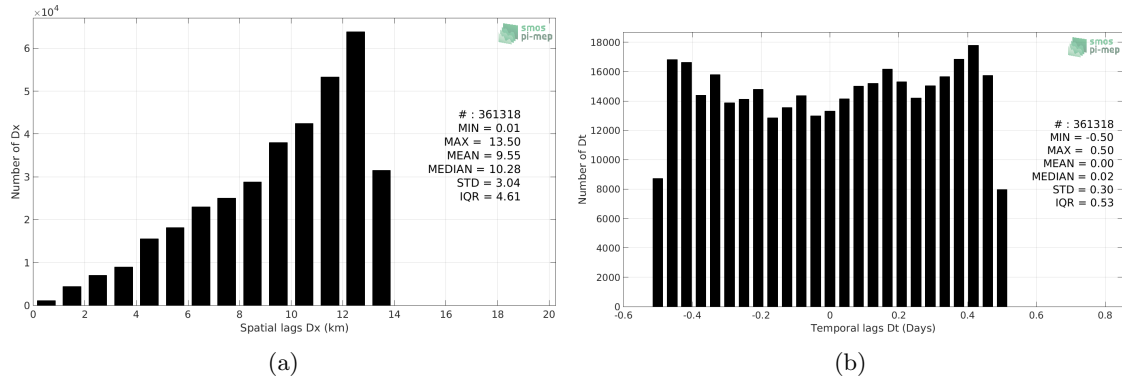 ×10⁴
6
5
4
3
2
1
0
Number of Dx
0 2 4 6 8 10 12 14 16 18 20
Spatial lags Dx (km)
smos
pi-mep
# : 361318
MIN = 0.01
MAX = 13.50
MEAN = 9.55
MEDIAN = 10.28
STD = 3.04
IQR = 4.61
(a)
18000
16000
14000
12000
10000
8000
6000
4000
2000
0
Number of Dt
-0.6 -0.4 -0.2 0 0.2 0.4 0.6 0.8
Temporal lags Dt (Days)
smos
pi-mep
# : 361318
MIN = -0.50
MAX = 0.50
MEAN = 0.00
MEDIAN = 0.02
STD = 0.30
IQR = 0.53
(b)